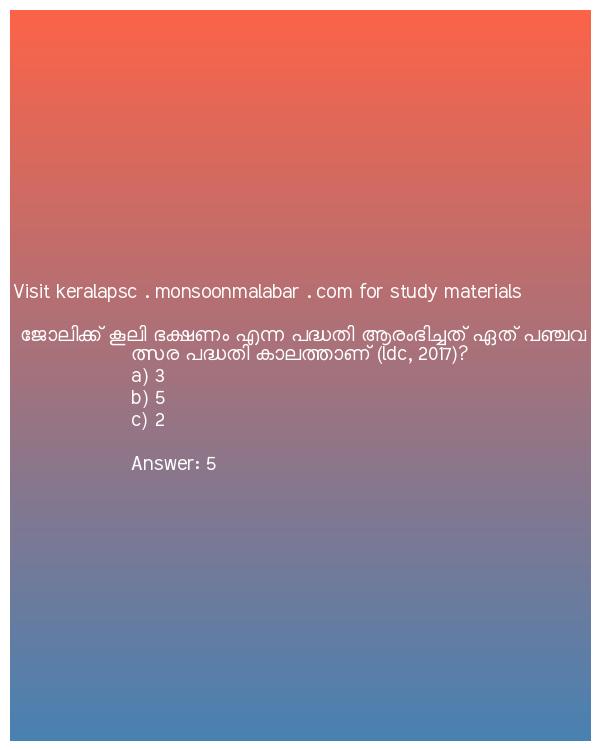 Visit keralapsc . monsoonmalabar . com for study materials
ജോലിക്ക് കൂലി ഭക്ഷണം എന്ന പദ്ധതി ആരംഭിച്ചത് ഏത് പഞ്ചവ
ത്സര പദ്ധതി കാലത്താണ് (ldc, 2017)?
a) 3
b) 5
c) 2
Answer: 5